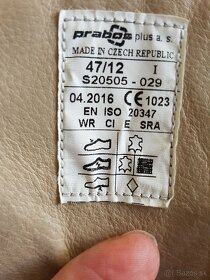 prabos plus a. s.
MADE IN CZECH REPUBLIC
47/12 I
S20505 - 029
04.2016 CE 1023
EN ISO 20347
WR CI E SRA